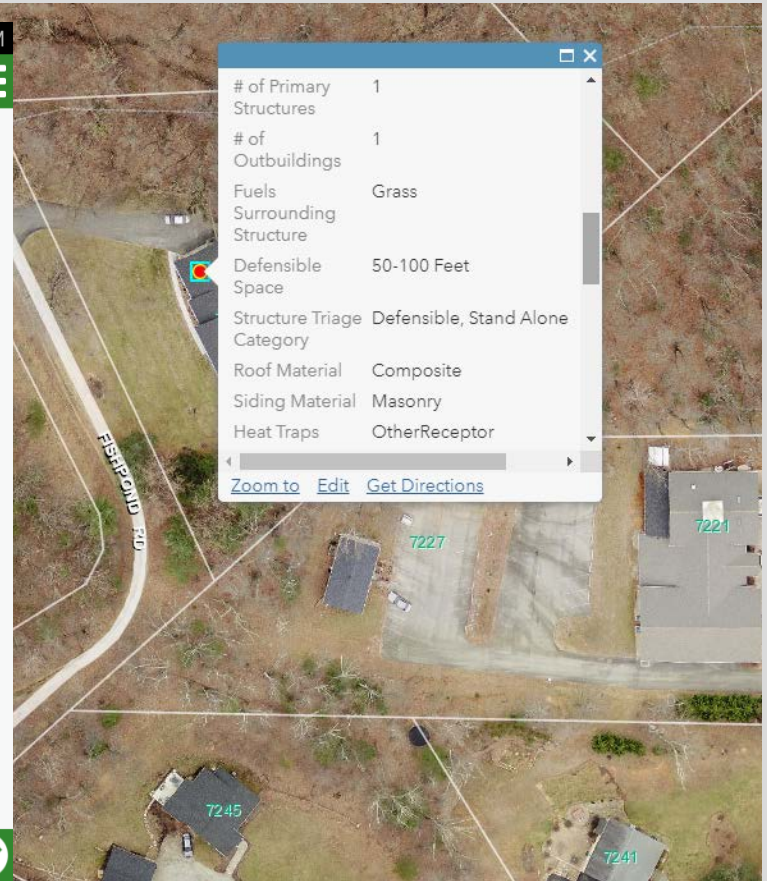 M
# of Primary Structures 1
# of Outbuildings 1
Fuels Surrounding Structure Grass
Defensible Space 50-100 Feet
Structure Triage Category Defensible, Stand Alone
Roof Material Composite
Siding Material Masonry
Heat Traps OtherReceptor
Zoom to Edit Get Directions
FISHPOND RD
7221
7227
7245
7241